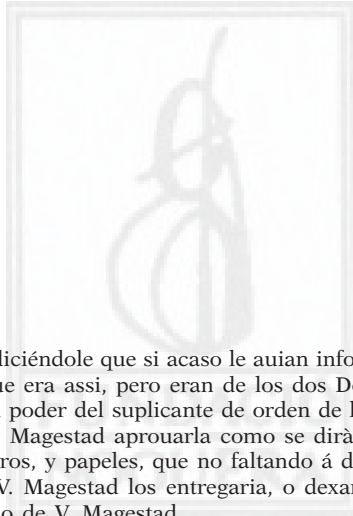 diciéndole que si acaso le auian info
ue era assi, pero eran de los dos De
poder del suplicante de orden de l
Magestad aprouarla como se dirà
ros, y papeles, que no faltando á d
V. Magestad los entregaria, o dexar
o de V. Magestad